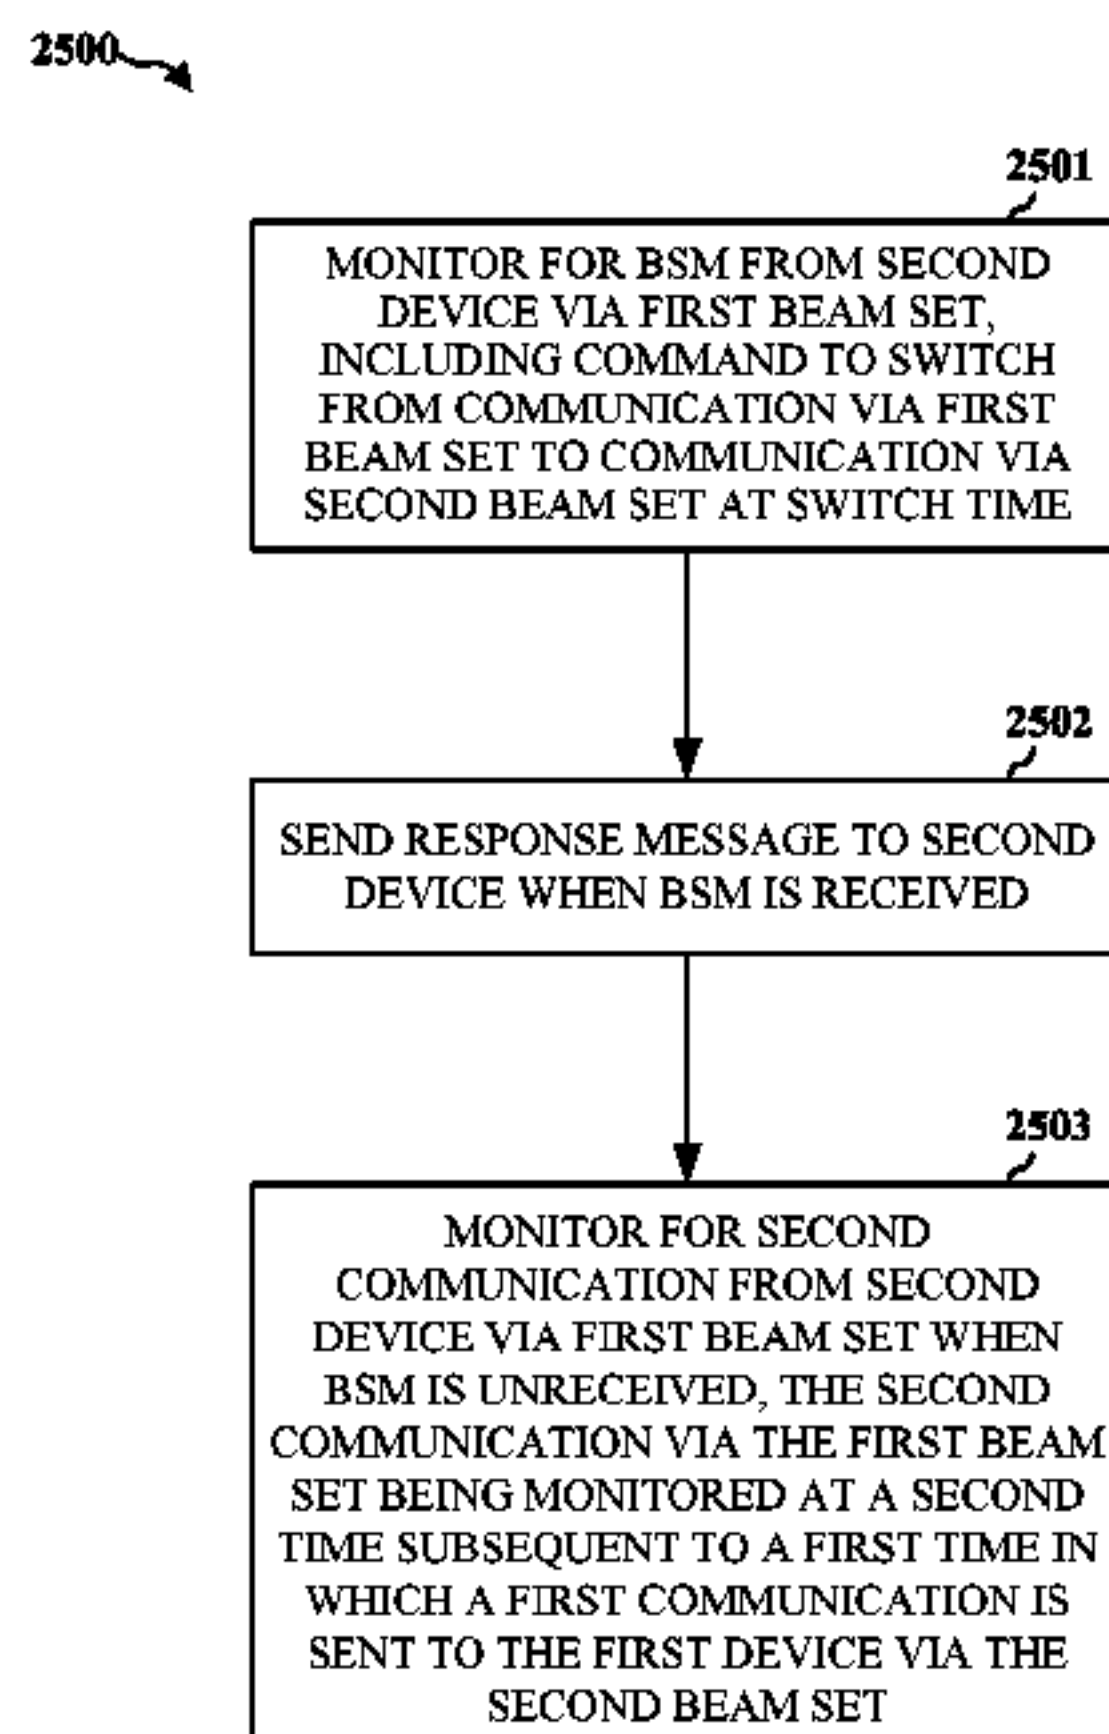 2500
2501
MONITOR FOR BSM FROM SECOND
DEVICE VIA FIRST BEAM SET,
INCLUDING COMMAND TO SWITCH
FROM COMMUNICATION VIA FIRST
BEAM SET TO COMMUNICATION VIA
SECOND BEAM SET AT SWITCH TIME
2502
SEND RESPONSE MESSAGE TO SECOND
DEVICE WHEN BSM IS RECEIVED
2503
MONITOR FOR SECOND
COMMUNICATION FROM SECOND
DEVICE VIA FIRST BEAM SET WHEN
BSM IS UNRECEIVED, THE SECOND
COMMUNICATION VIA THE FIRST BEAM
SET BEING MONITORED AT A SECOND
TIME SUBSEQUENT TO A FIRST TIME IN
WHICH A FIRST COMMUNICATION IS
SENT TO THE FIRST DEVICE VIA THE
SECOND BEAM SET